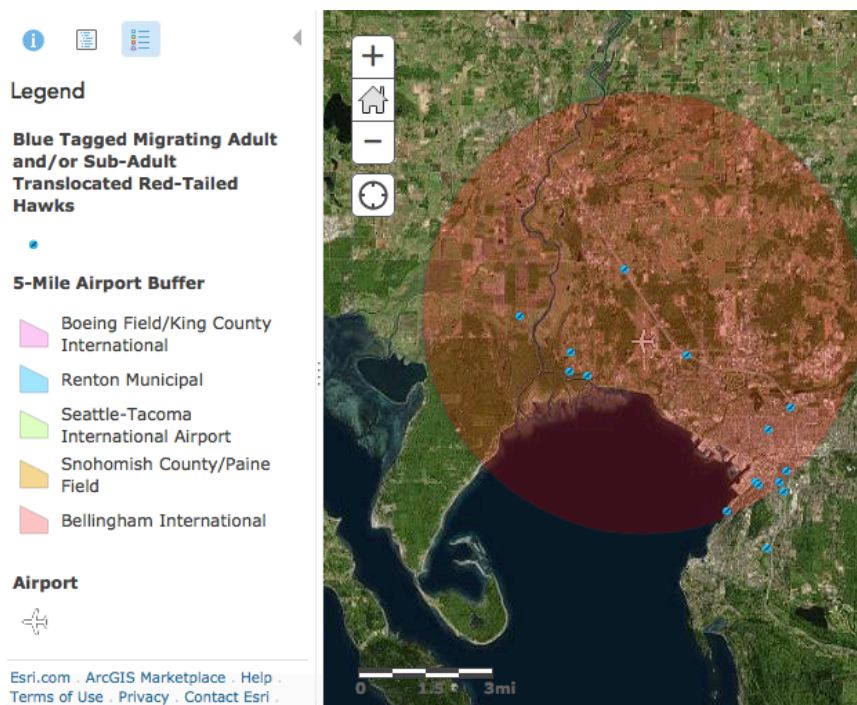 Legend
Blue Tagged Migrating Adult
and/or Sub-Adult
Translocated Red-Tailed
Hawks
5-Mile Airport Buffer
Boeing Field/King County
International
Renton Municipal
Seattle-Tacoma
International Airport
Snohomish County/Paine
Field
Bellingham International
Airport
Esri.com . ArcGIS Marketplace . Help .
Terms of Use . Privacy . Contact Esri .
0 1.5 3mi